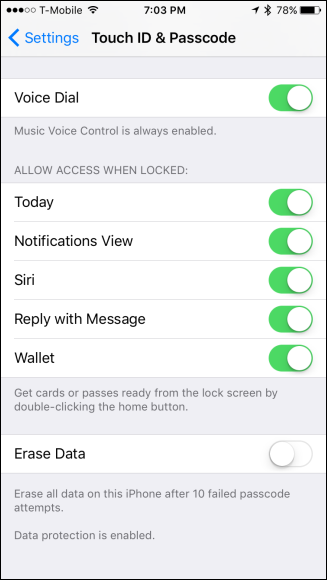 T-Mobile 7:03 PM 78%
Settings Touch ID & Passcode
Voice Dial
Music Voice Control is always enabled.
ALLOW ACCESS WHEN LOCKED:
Today
Notifications View
Siri
Reply with Message
Wallet
Get cards or passes ready from the lock screen by
double-clicking the home button.
Erase Data
Erase all data on this iPhone after 10 failed passcode
attempts.
Data protection is enabled.